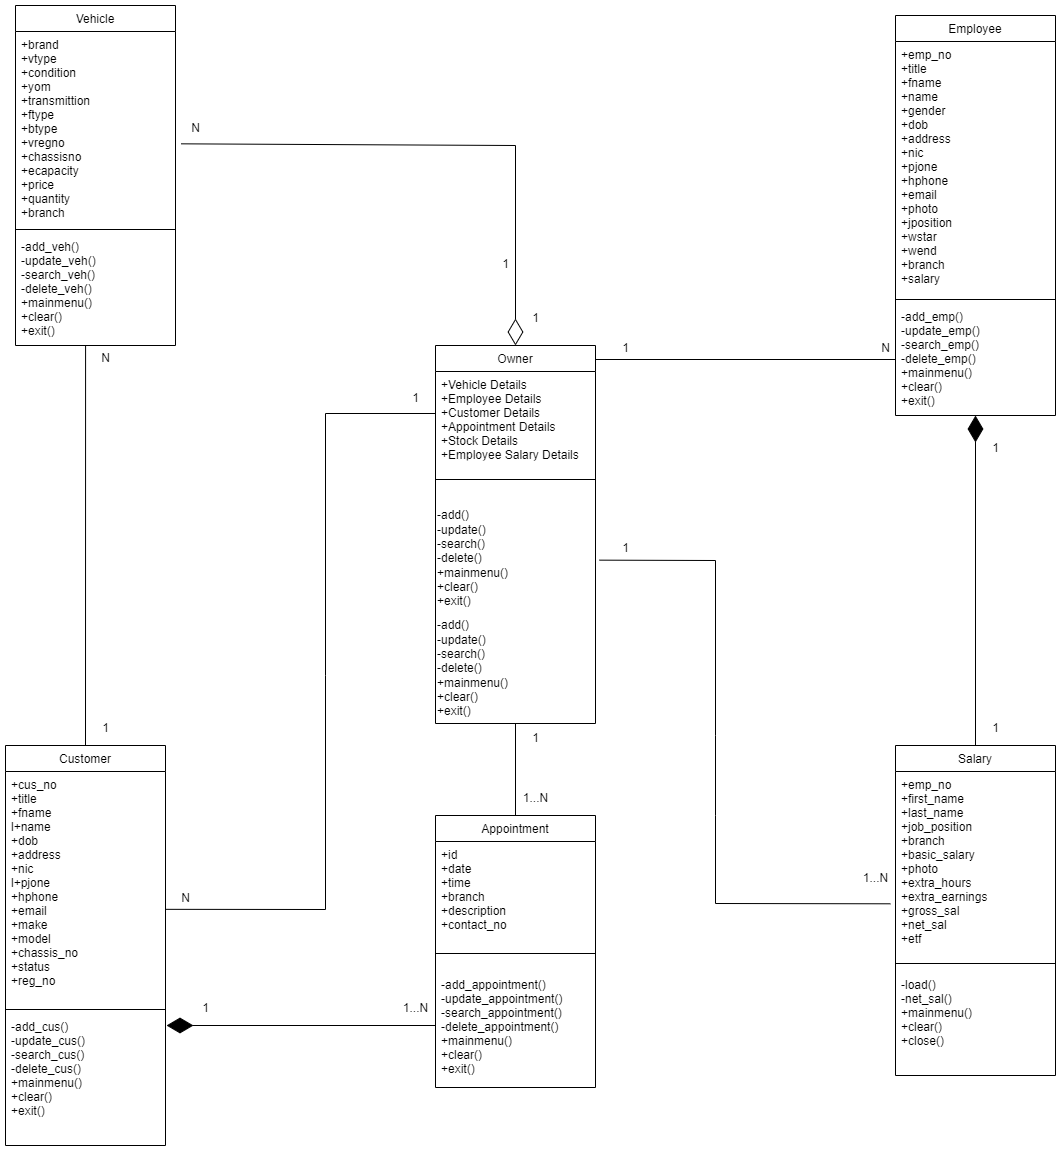 Vehicle
+brand
+vtype
+condition
+yom
+transmittion
+ftype
+btype
+vregno
+chassisno
+ecapacity
+price
+quantity
+branch
-add_veh()
-update_veh()
-search_veh()
-delete_veh()
+mainmenu()
+clear()
+exit()
N
1
1
N
Employee
+emp_no
+title
+fname
+name
+gender
+dob
+address
+nic
+pjone
+hphone
+email
+photo
+jposition
+wstar
+wend
+branch
+salary
-add_emp()
-update_emp()
-search_emp()
-delete_emp()
+mainmenu()
+clear()
+exit()
1
N
1
1
Owner
+Vehicle Details
+Employee Details
+Customer Details
+Appointment Details
+Stock Details
+Employee Salary Details
-add()
-update()
-search()
-delete()
+mainmenu()
+clear()
+exit()
-add()
-update()
-search()
-delete()
+mainmenu()
+clear()
+exit()
1
1
1...N
1
1
Customer
+cus_no
+title
+fname
l+name
+dob
+address
+nic
l+pjone
+hphone
+email
+make
+model
+chassis_no
+status
+reg_no
-add_cus()
-update_cus()
-search_cus()
-delete_cus()
+mainmenu()
+clear()
+exit()
N
1
1...N
Appointment
+id
+date
+time
+branch
+description
+contact_no
-add_appointment()
-update_appointment()
-search_appointment()
-delete_appointment()
+mainmenu()
+clear()
+exit()
1...N
Salary
+emp_no
+first_name
+last_name
+job_position
+branch
+basic_salary
+photo
+extra_hours
+extra_earnings
+gross_sal
+net_sal
+etf
-load()
-net_sal()
+mainmenu()
+clear()
+close()